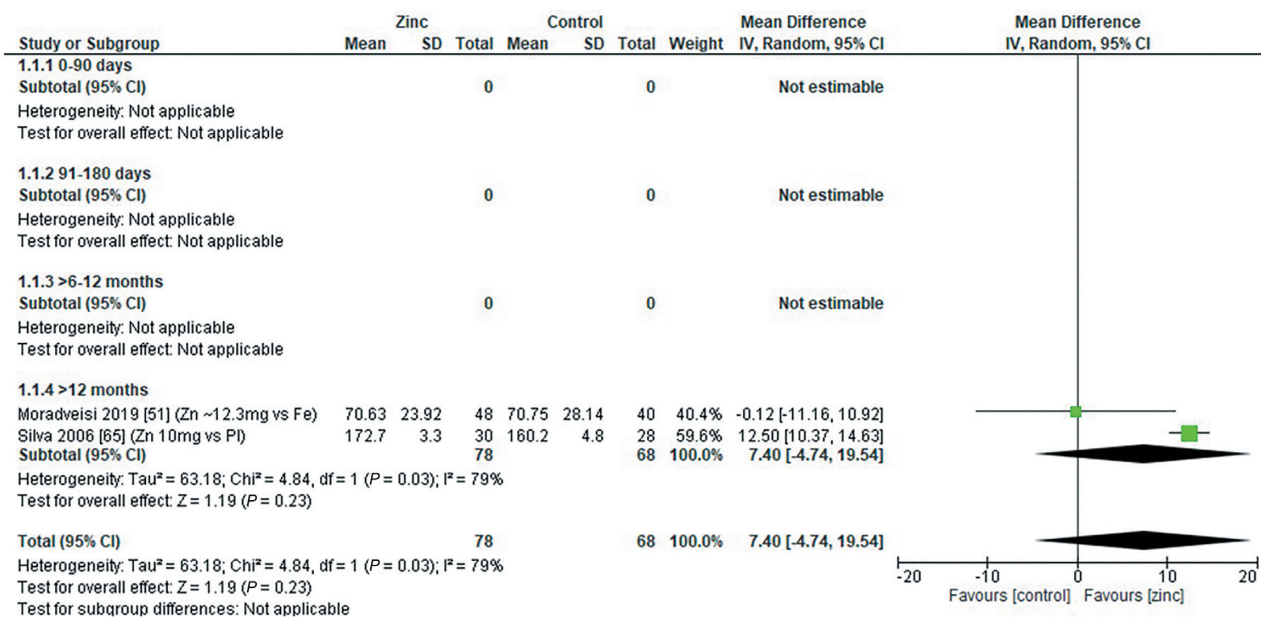 Zinc Control Mean Difference Mean Difference
Study or Subgroup Mean SD Total Mean SD Total Weight IV, Random, 95% CI IV, Random, 95% CI
1.1.1 0-90 days
Subtotal (95% CI) 0 0 Not estimable
Heterogeneity: Not applicable
Test for overall effect: Not applicable
1.1.2 91-180 days
Subtotal (95% CI) 0 0 Not estimable
Heterogeneity: Not applicable
Test for overall effect: Not applicable
1.1.3 >6-12 months
Subtotal (95% CI) 0 0 Not estimable
Heterogeneity: Not applicable
Test for overall effect: Not applicable
1.1.4 >12 months
Moradveisi 2019 [51] (Zn ~12.3mg vs Fe) 70.63 23.92 48 70.75 28.14 40 40.4% -0.12 [-11.16, 10.92]
Silva 2006 [65] (Zn 10mg vs Pl) 172.7 3.3 30 160.2 4.8 28 59.6% 12.50 [10.37, 14.63]
Subtotal (95% CI) 78 68 100.0% 7.40 [-4.74, 19.54]
Heterogeneity: Tau² = 63.18; Chi² = 4.84, df = 1 (P = 0.03); I² = 79%
Test for overall effect: Z = 1.19 (P = 0.23)
Total (95% CI) 78 68 100.0% 7.40 [-4.74, 19.54]
Heterogeneity: Tau² = 63.18; Chi² = 4.84, df = 1 (P = 0.03); I² = 79%
Test for overall effect: Z = 1.19 (P = 0.23)
Test for subgroup differences: Not applicable
-20 -10 0 10 20
Favours [control] Favours [zinc]